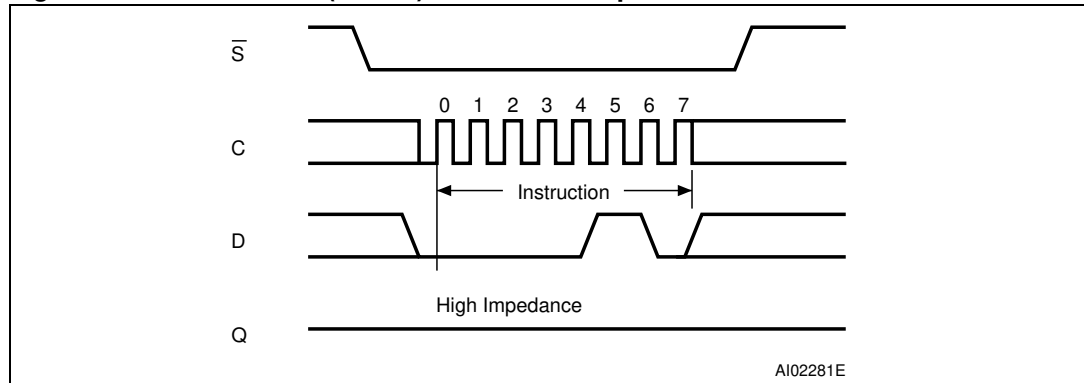 S̅
0 1 2 3 4 5 6 7
C
Instruction
D
High Impedance
Q
AI02281E